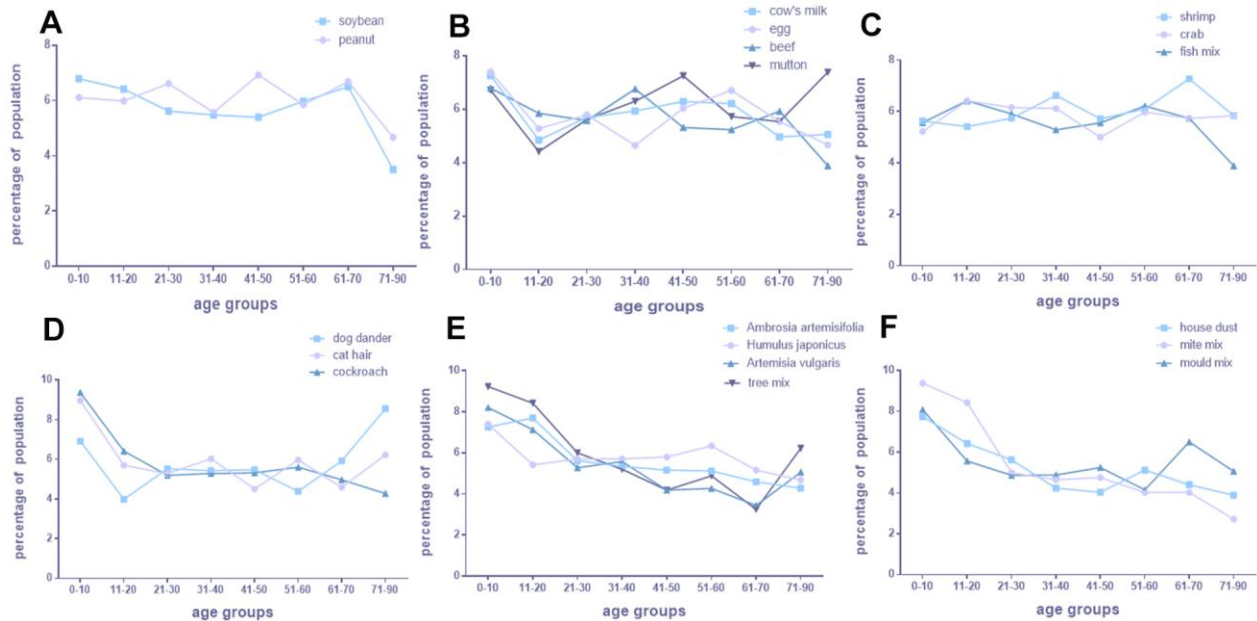 A
soybean
peanut
percentage of population
8
6
4
2
0
0-10 11-20 21-30 31-40 41-50 51-60 61-70 71-90
age groups
B
cow's milk
egg
beef
mutton
percentage of population
8
6
4
2
0
0-10 11-20 21-30 31-40 41-50 51-60 61-70 71-90
age groups
C
shrimp
crab
fish mix
percentage of population
8
6
4
2
0
0-10 11-20 21-30 31-40 41-50 51-60 61-70 71-90
age groups
D
dog dander
cat hair
cockroach
percentage of population
10
8
6
4
2
0
0-10 11-20 21-30 31-40 41-50 51-60 61-70 71-90
age groups
E
Ambrosia artemisifolia
Humulus japonicus
Artemisia vulgaris
tree mix
percentage of population
10
8
6
4
2
0
0-10 11-20 21-30 31-40 41-50 51-60 61-70 71-90
age groups
F
house dust
mite mix
mould mix
percentage of population
10
8
6
4
2
0
0-10 11-20 21-30 31-40 41-50 51-60 61-70 71-90
age groups